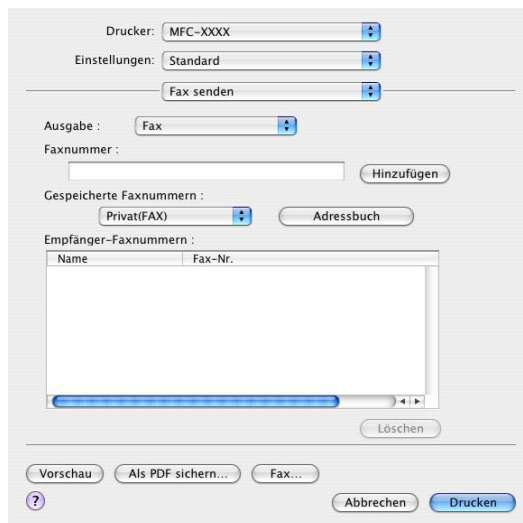 Drucker: MFC-XXXX
Einstellungen: Standard
Fax senden
Ausgabe : Fax
Faxnummer :
Hinzufügen
Gespeicherte Faxnummern :
Privat(FAX) Adressbuch
Empfänger-Faxnummern :
Name Fax-Nr.
Löschen
Vorschau Als PDF sichern... Fax...
? Abbrechen Drucken